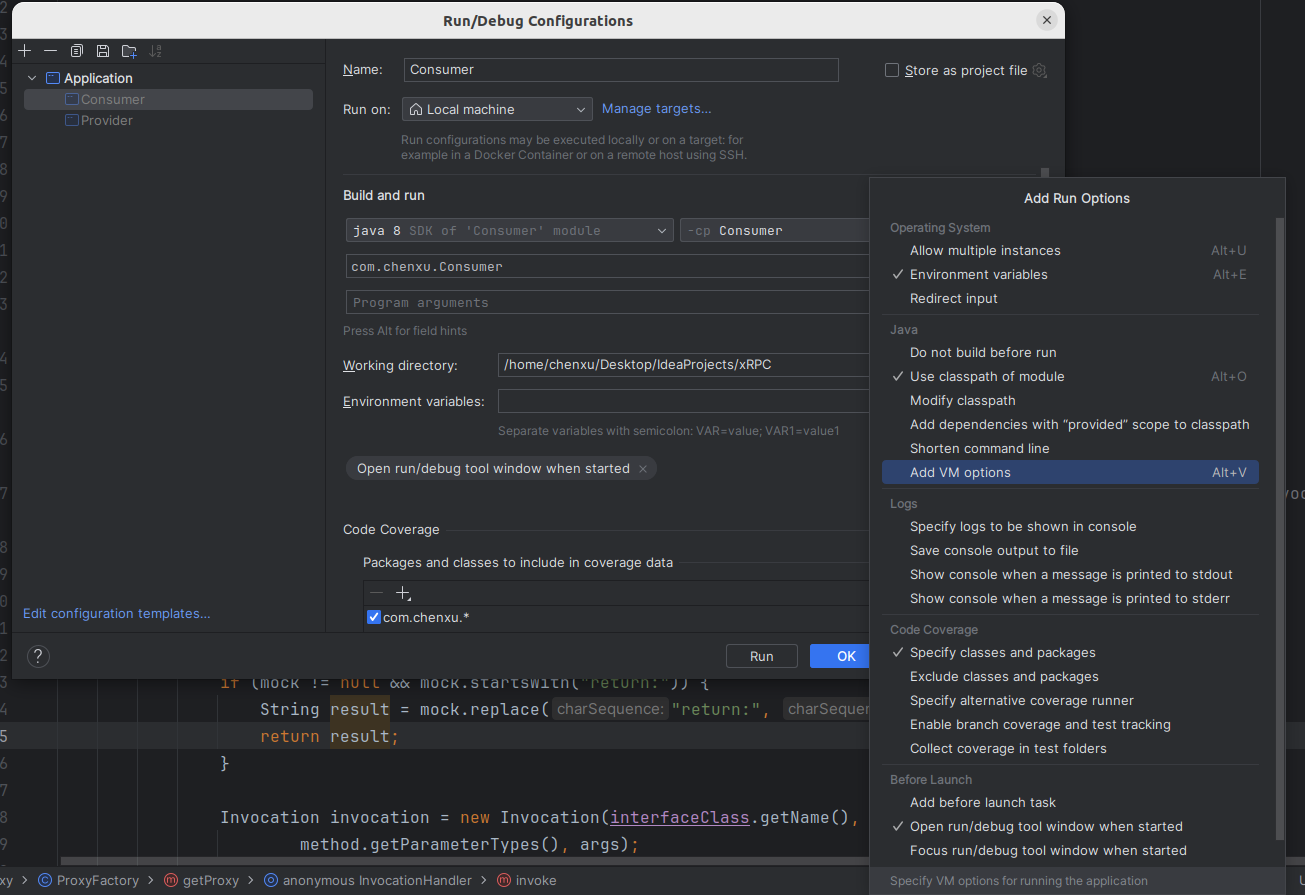 Run/Debug Configurations
Application
Consumer
Provider
Edit configuration templates...
Name:
Consumer
Store as project file
Run on:
Local machine
Manage targets...
Run configurations may be executed locally or on a target: for
example in a Docker Container or on a remote host using SSH.
Build and run
java 8 SDK of 'Consumer' module
-cp Consumer
com.chenxu.Consumer
Program arguments
Press Alt for field hints
Working directory:
/home/chenxu/Desktop/IdeaProjects/xRPC
Environment variables:
Separate variables with semicolon: VAR=value; VAR1=value1
Open run/debug tool window when started
Code Coverage
Packages and classes to include in coverage data
com.chenxu.*
?
Run
OK
Add Run Options
Operating System
Allow multiple instances Alt+U
Environment variables Alt+E
Redirect input
Java
Do not build before run
Use classpath of module Alt+O
Modify classpath
Add dependencies with “provided” scope to classpath
Shorten command line
Add VM options Alt+V
Logs
Specify logs to be shown in console
Save console output to file
Show console when a message is printed to stdout
Show console when a message is printed to stderr
Code Coverage
Specify classes and packages
Exclude classes and packages
Specify alternative coverage runner
Enable branch coverage and test tracking
Collect coverage in test folders
Before Launch
Add before launch task
Open run/debug tool window when started
Focus run/debug tool window when started
Specify VM options for running the application
if (mock != null && mock.startsWith("return:")) {
String result = mock.replace( charSequence: "return:", charSequer
return result;
}
Invocation invocation = new Invocation(interfaceClass.getName(),
method.getParameterTypes(), args);
xy > ProxyFactory > getProxy > anonymous InvocationHandler > invoke